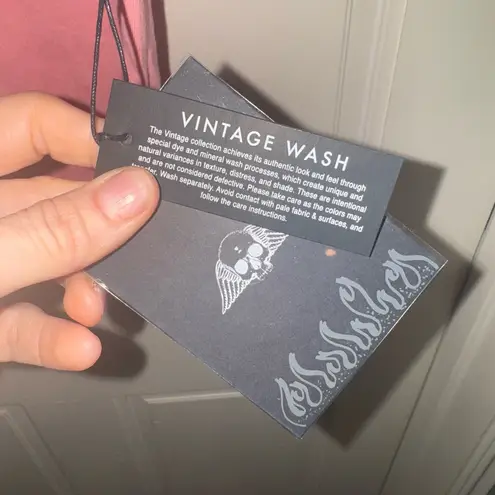 VINTAGE WASH
The Vintage collection achieves its authentic look and feel through
special dye and mineral wash processes, which create unique and
natural variances in texture, distress, and shade. These are intentional
and are not considered defective. Please take care as the colors may
Wash separately. Avoid contact with pale fabric & surfaces, and
follow the care instructions.